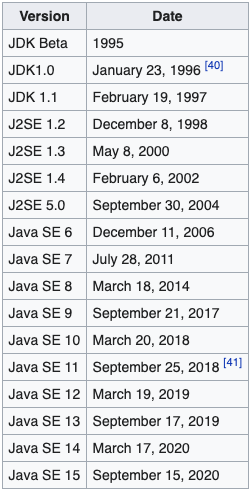 Version Date
JDK Beta 1995
JDK1.0 January 23, 1996 [40]
JDK 1.1 February 19, 1997
J2SE 1.2 December 8, 1998
J2SE 1.3 May 8, 2000
J2SE 1.4 February 6, 2002
J2SE 5.0 September 30, 2004
Java SE 6 December 11, 2006
Java SE 7 July 28, 2011
Java SE 8 March 18, 2014
Java SE 9 September 21, 2017
Java SE 10 March 20, 2018
Java SE 11 September 25, 2018 [41]
Java SE 12 March 19, 2019
Java SE 13 September 17, 2019
Java SE 14 March 17, 2020
Java SE 15 September 15, 2020